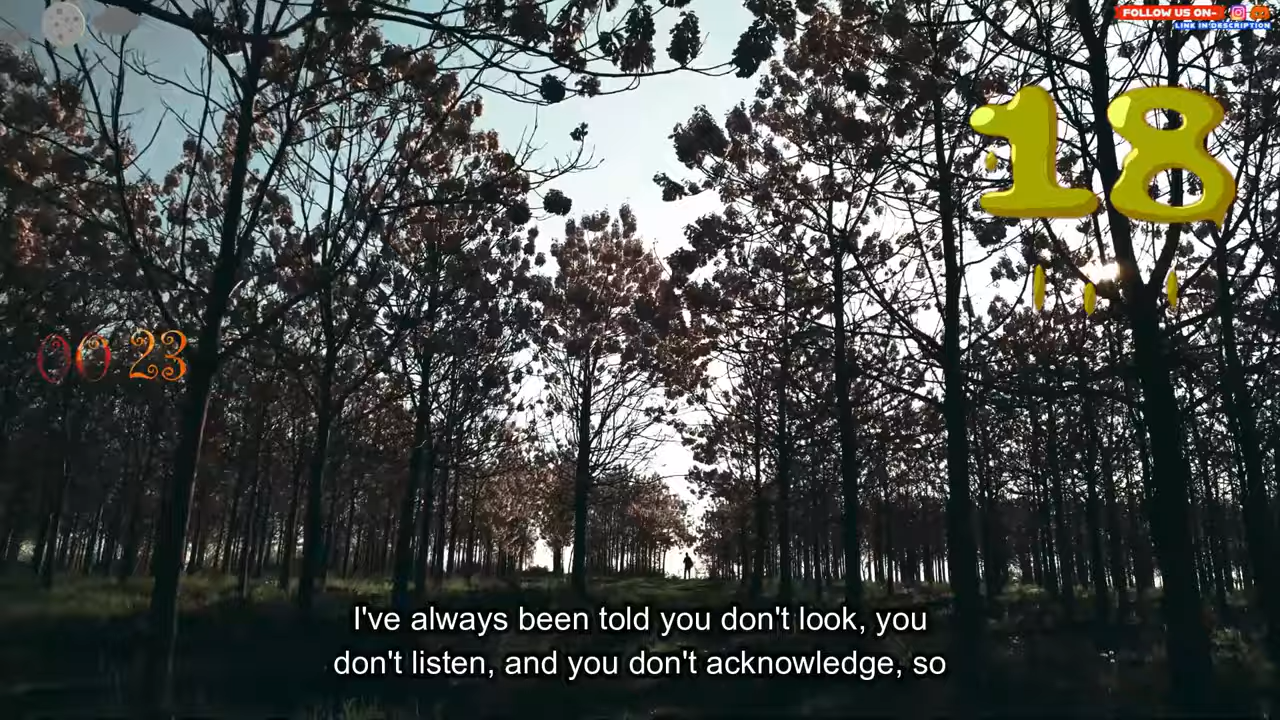 FOLLOW US ON-
LINK IN DESCRIPTION
18
00 23
I've always been told you don't look, you
don't listen, and you don't acknowledge, so